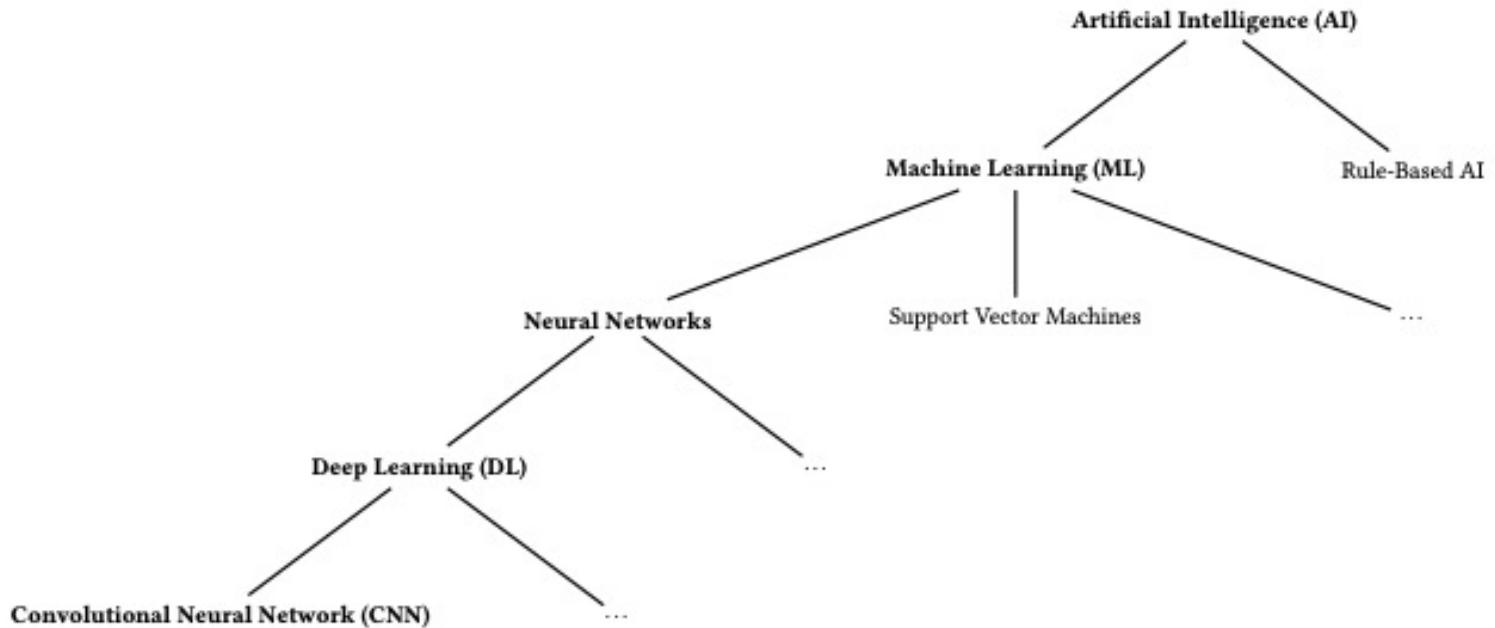 Artificial Intelligence (AI)
Machine Learning (ML)
Rule-Based AI
Neural Networks
Support Vector Machines
...
Deep Learning (DL)
...
Convolutional Neural Network (CNN)
...